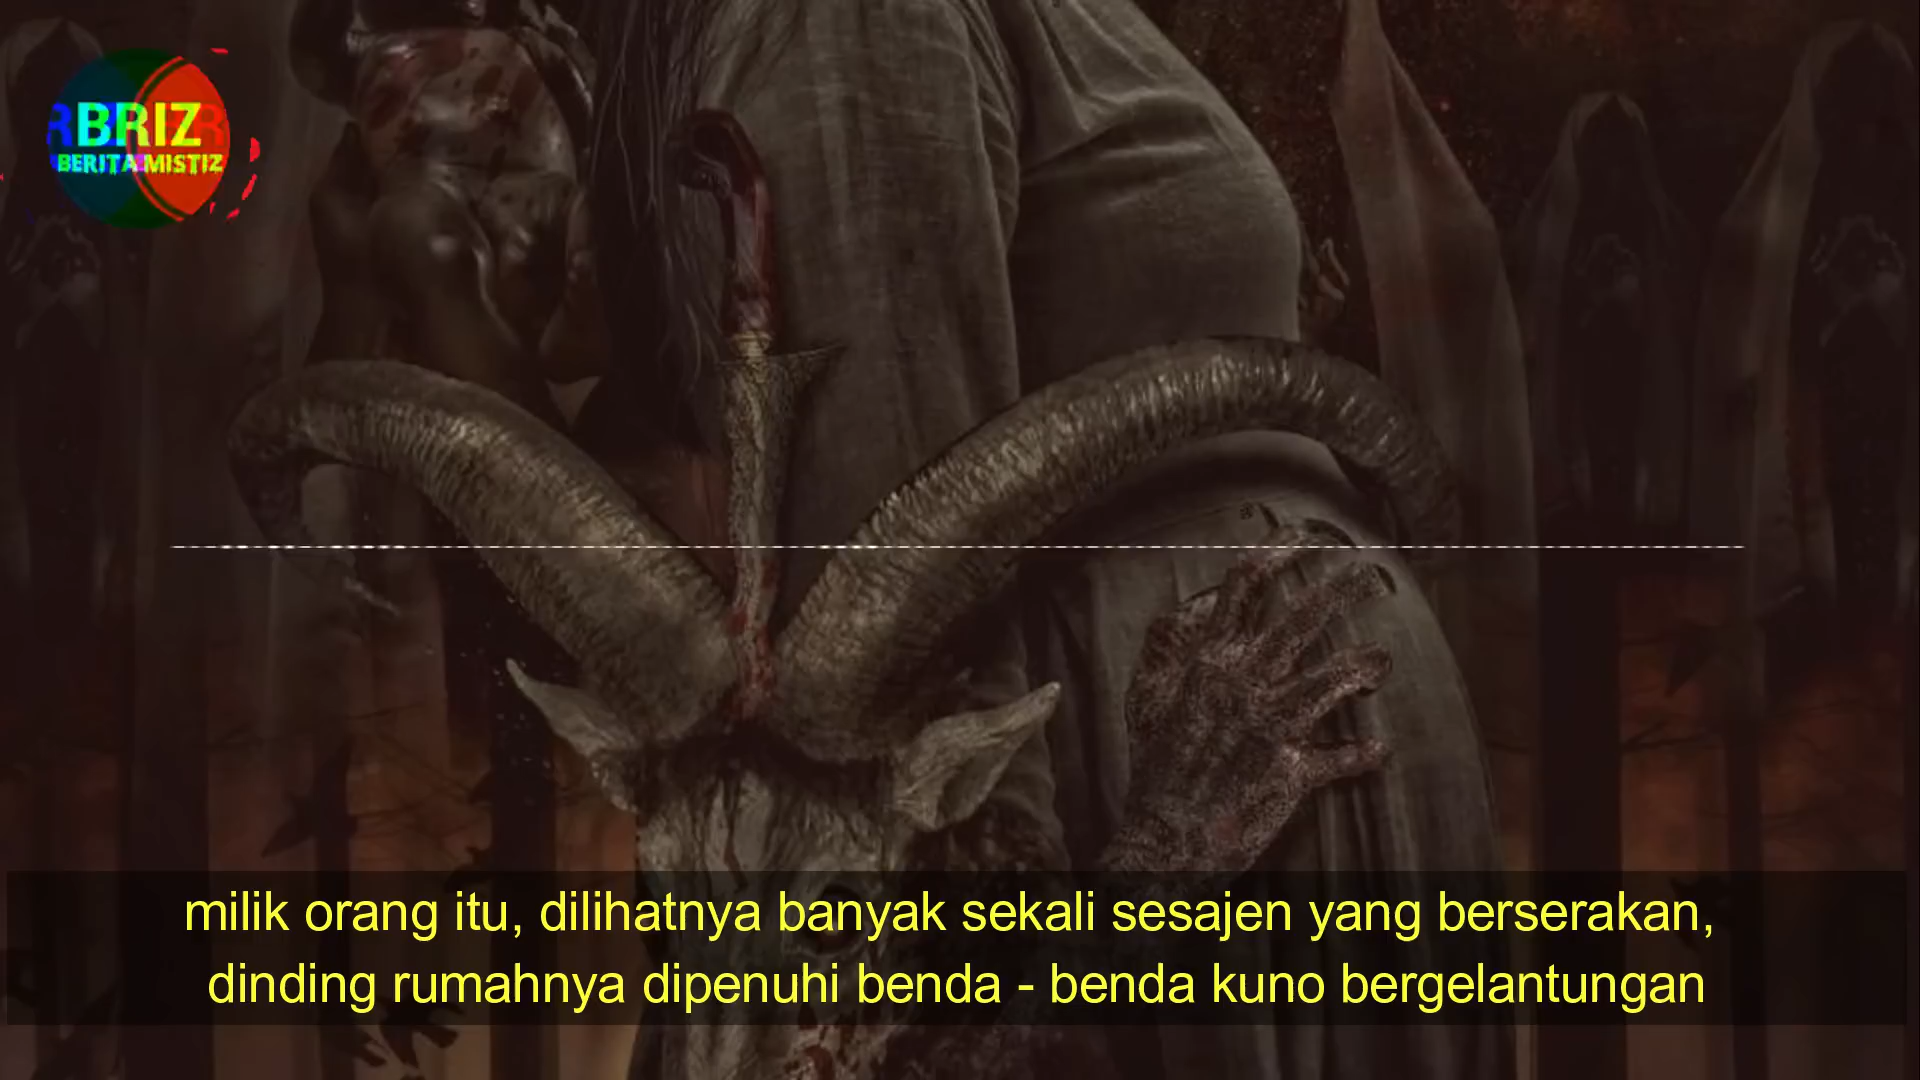 BRIZ
BERITA MISTIZ
milik orang itu, dilihatnya banyak sekali sesajen yang berserakan,
dinding rumahnya dipenuhi benda - benda kuno bergelantungan